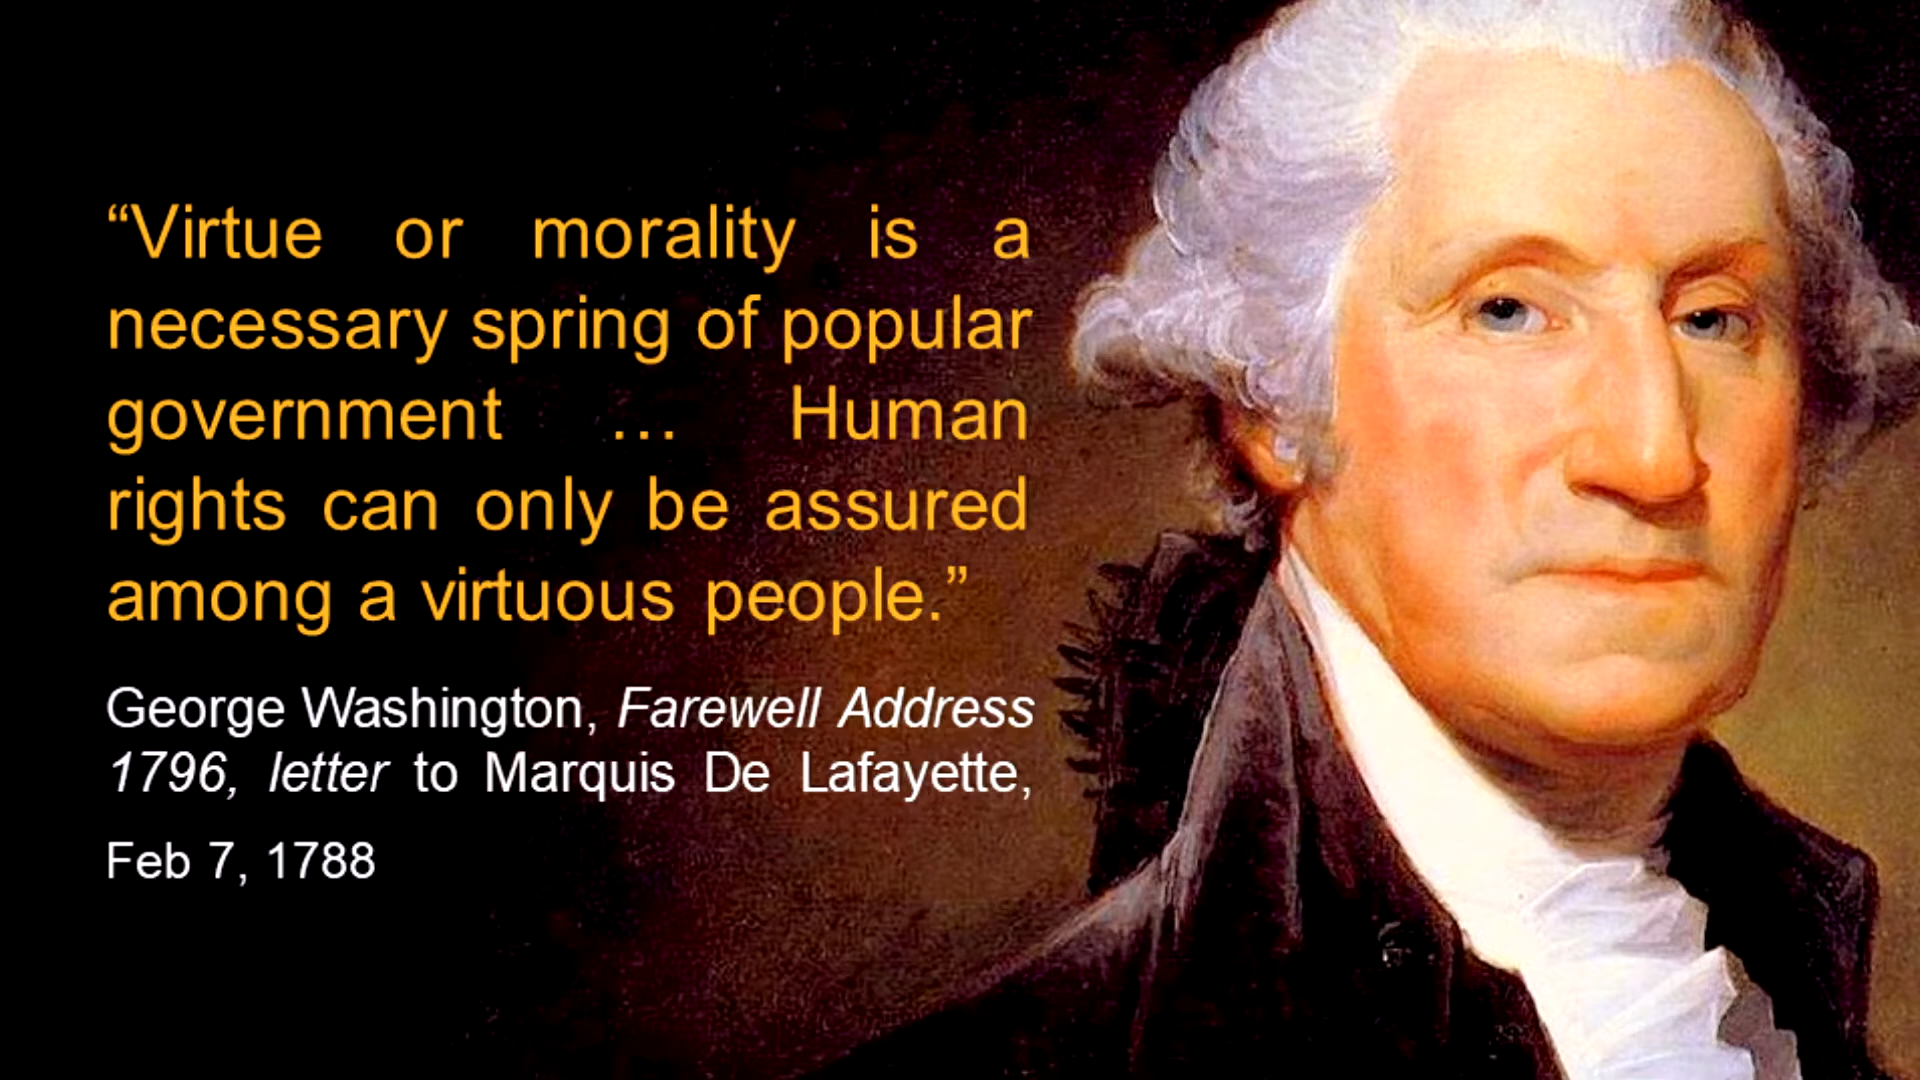 “Virtue or morality is a
necessary spring of popular
government … Human
rights can only be assured
among a virtuous people.”
George Washington, Farewell Address
1796, letter to Marquis De Lafayette,
Feb 7, 1788